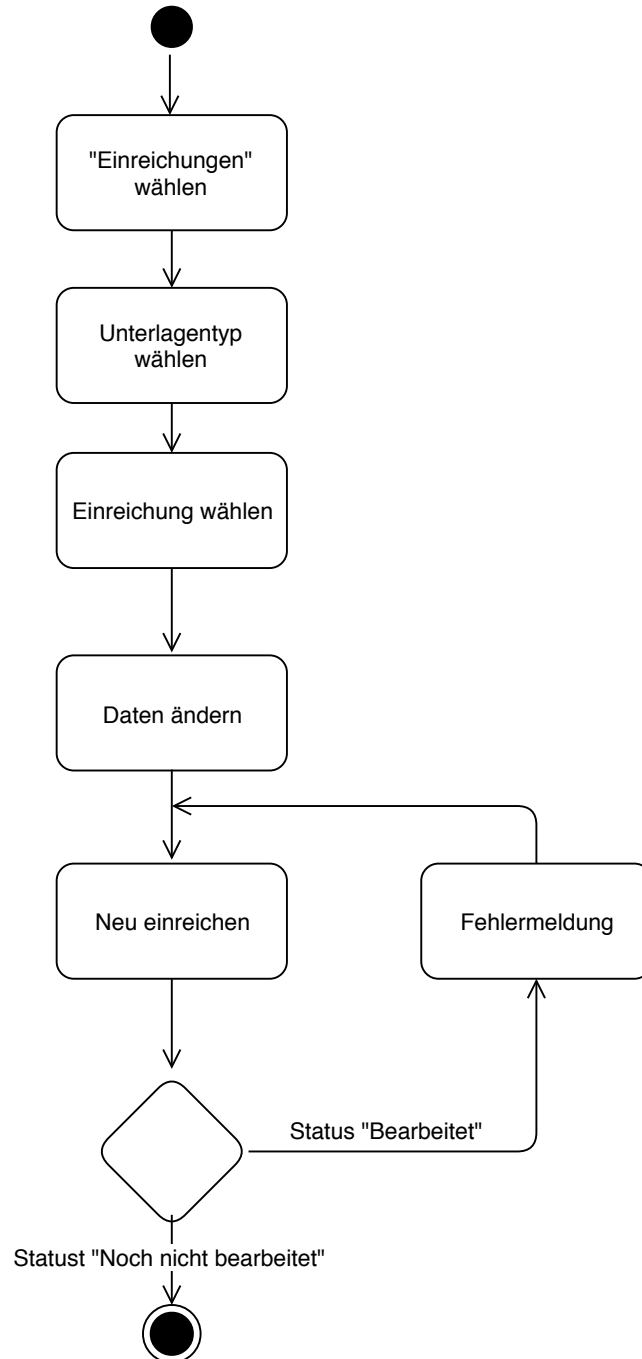 "Einreichungen"
wählen
Unterlagentyp
wählen
Einreichung wählen
Daten ändern
Neu einreichen
Fehlermeldung
Status "Bearbeitet"
Statust "Noch nicht bearbeitet"